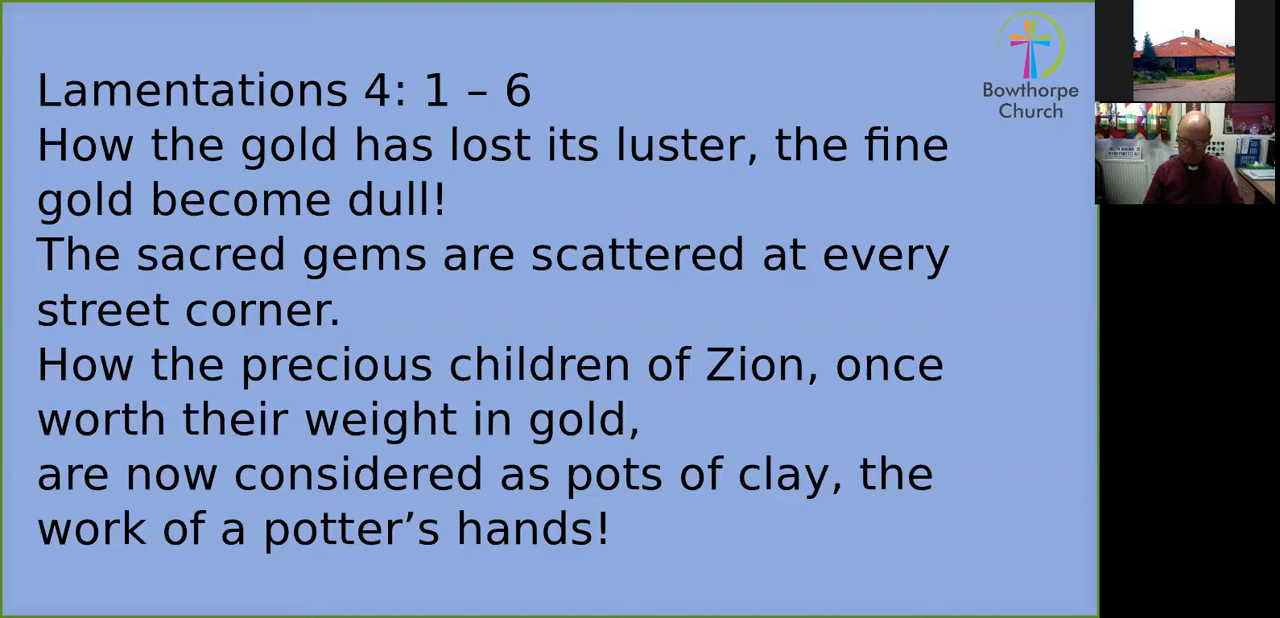 Lamentations 4: 1 – 6
How the gold has lost its luster, the fine
gold become dull!
The sacred gems are scattered at every
street corner.
How the precious children of Zion, once
worth their weight in gold,
are now considered as pots of clay, the
work of a potter’s hands!
Bowthorpe
Church